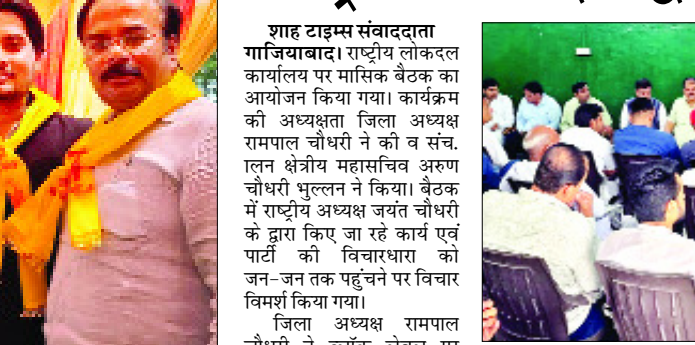 शाह टाइम्स संवाददाता
गाजियाबाद। राष्ट्रीय लोकदल
कार्यालय पर मासिक बैठक का
आयोजन किया गया। कार्यक्रम
की अध्यक्षता जिला अध्यक्ष
रामपाल चौधरी ने की व संच.
ालन क्षेत्रीय महासचिव अरुण
चौधरी भुल्लन ने किया। बैठक
में राष्ट्रीय अध्यक्ष जयंत चौधरी
के द्वारा किए जा रहे कार्य एवं
पार्टी की विचारधारा को
जन-जन तक पहुंचने पर विचार
विमर्श किया गया।
जिला अध्यक्ष रामपाल